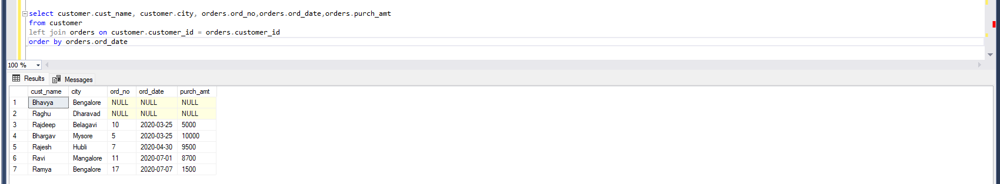 select customer.cust_name, customer.city, orders.ord_no,orders.ord_date,orders.purch_amt
from customer
left join orders on customer.customer_id = orders.customer_id
order by orders.ord_date
100 %
Results Messages
cust_name city ord_no ord_date purch_amt
1 Bhavya Bengalore NULL NULL NULL
2 Raghu Dharavad NULL NULL NULL
3 Rajdeep Belagavi 10 2020-03-25 5000
4 Bhargav Mysore 5 2020-03-25 10000
5 Rajesh Hubli 7 2020-04-30 9500
6 Ravi Mangalore 11 2020-07-01 8700
7 Ramya Bengalore 17 2020-07-07 1500